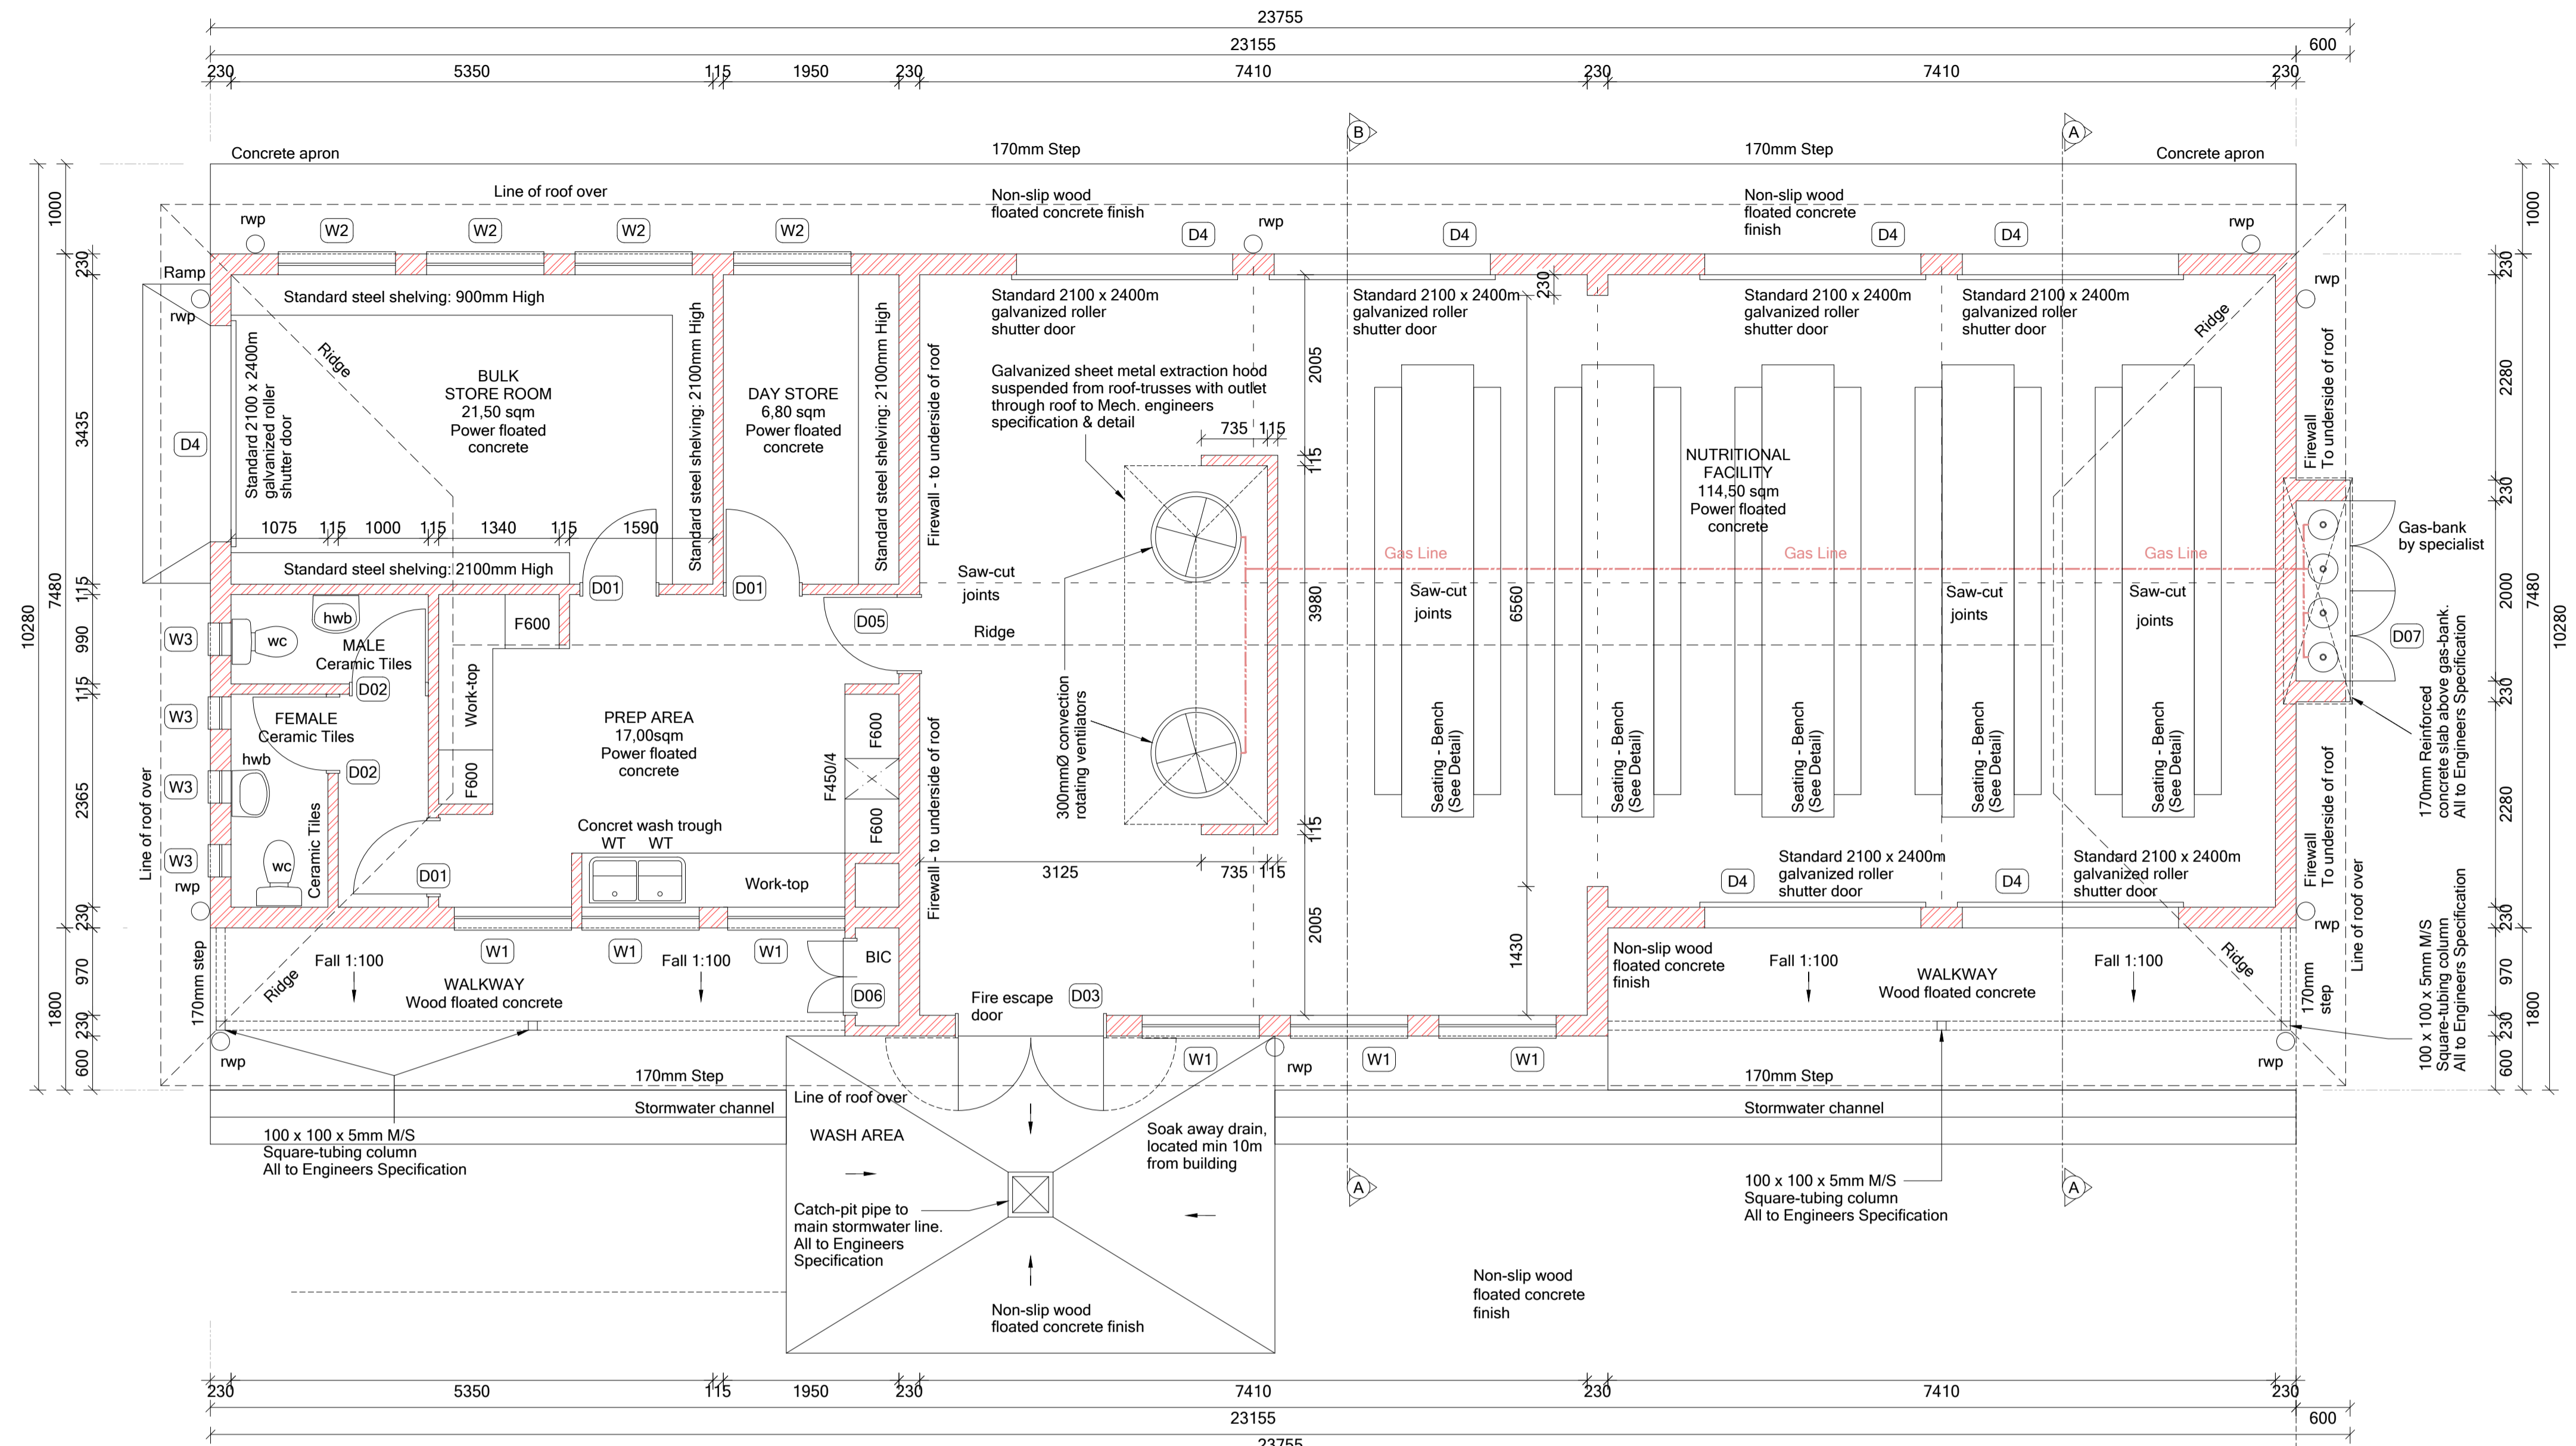 23755
23155
600
230
5350
115
1950
230
7410
230
7410
230
B
A
Concrete apron
170mm Step
170mm Step
Concrete apron
Line of roof over
Non-slip wood
floated concrete finish
Non-slip wood
floated concrete
finish
rwp
W2
W2
W2
W2
D4
rwp
D4
D4
D4
rwp
10280
7480
1800
1000
230
3435
115
990
115
2365
230
970
230
600
Ramp
rwp
D4
Standard 2100 x 2400m
galvanized roller
shutter door
Standard steel shelving: 900mm High
Ridge
BULK
STORE ROOM
21,50 sqm
Power floated
concrete
Standard steel shelving: 2100mm High
1075
115
1000
115
1340
115
1590
Standard steel shelving: 2100mm High
D01
DAY STORE
6,80 sqm
Power floated
concrete
Standard steel shelving: 2100mm High
D01
Firewall - to underside of roof
Standard 2100 x 2400m
galvanized roller
shutter door
Standard 2100 x 2400m
galvanized roller
shutter door
230
Standard 2100 x 2400m
galvanized roller
shutter door
Standard 2100 x 2400m
galvanized roller
shutter door
Galvanized sheet metal extraction hood
suspended from roof-trusses with outlet
through roof to Mech. engineers
specification & detail
2005
735
115
115
3980
115
2005
6560
1430
NUTRITIONAL
FACILITY
114,50 sqm
Power floated
concrete
Ridge
Gas Line
Gas Line
Gas Line
Saw-cut
joints
Saw-cut
joints
Saw-cut
joints
Saw-cut
joints
Ridge
300mmØ convection
rotating ventilators
Seating - Bench
(See Detail)
Seating - Bench
(See Detail)
Seating - Bench
(See Detail)
Seating - Bench
(See Detail)
Seating - Bench
(See Detail)
3125
735
115
rwp
Firewall
To underside of roof
Gas-bank
by specialist
D07
170mm Reinforced
concrete slab above gas-bank.
All to Engineers Specification
Firewall
To underside of roof
Line of roof over
rwp
1000
230
2280
230
2000
230
2280
230
970
230
600
7480
1800
10280
W3
wc
hwb
MALE
Ceramic Tiles
D02
W3
FEMALE
Ceramic Tiles
W3
hwb
D02
W3
wc
Ceramic Tiles
D01
Line of roof over
rwp
F600
Work-top
F600
PREP AREA
17,00sqm
Power floated
concrete
D05
F600
F450/4
F600
Concret wash trough
WT
WT
Work-top
Firewall - to underside of roof
Standard 2100 x 2400m
galvanized roller
shutter door
D4
D4
Standard 2100 x 2400m
galvanized roller
shutter door
170mm step
Ridge
Fall 1:100
W1
WALKWAY
Wood floated concrete
W1
Fall 1:100
W1
BIC
D06
Fire escape
door
D03
W1
W1
W1
rwp
Non-slip wood
floated concrete
finish
Fall 1:100
WALKWAY
Wood floated concrete
Fall 1:100
Ridge
170mm
step
rwp
100 x 100 x 5mm M/S
Square-tubing column
All to Engineers Specification
rwp
170mm Step
170mm Step
Line of roof over
Stormwater channel
Stormwater channel
100 x 100 x 5mm M/S
Square-tubing column
All to Engineers Specification
WASH AREA
Soak away drain,
located min 10m
from building
Catch-pit pipe to
main stormwater line.
All to Engineers
Specification
Non-slip wood
floated concrete finish
A
A
100 x 100 x 5mm M/S
Square-tubing column
All to Engineers Specification
Non-slip wood
floated concrete
finish
230
5350
115
1950
230
7410
230
7410
230
23155
600
23755